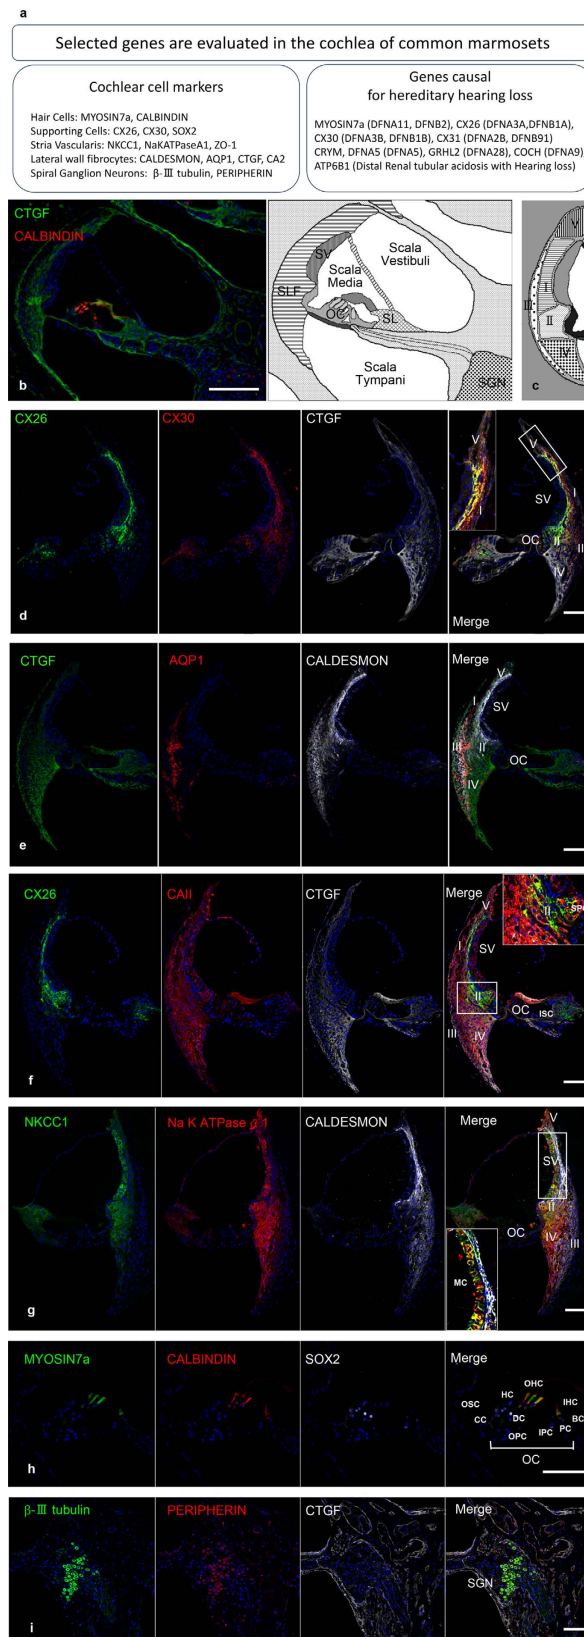 a
Selected genes are evaluated in the cochlea of common marmosets
Cochlear cell markers
Hair Cells: MYOSIN7a, CALBINDIN
Supporting Cells: CX26, CX30, SOX2
Stria Vascularis: NKCC1, NaKATPaseA1, ZO-1
Lateral wall fibrocytes: CALDESMON, AQP1, CTGF, CA2
Spiral Ganglion Neurons: β-Ⅲ tubulin, PERIPHERIN
Genes causal
for hereditary hearing loss
MYOSIN7a (DFNA11, DFNB2), CX26 (DFNA3A,DFNB1A),
CX30 (DFNA3B, DFNB1B), CX31 (DFNA2B, DFNB91)
CRYM, DFNA5 (DFNA5), GRHL2 (DFNA28), COCH (DFNA9)
ATP6B1 (Distal Renal tubular acidosis with Hearing loss)
CTGF
CALBINDIN
b
SV
Scala
Media
Scala
Vestibuli
SLF
OC
SL
Scala
Tympani
SGN
V
I
III
II
IV
c
CX26
CX30
CTGF
V
I
V
I
SV
II
OC
IV
Merge
d
CTGF
AQP1
CALDESMON
Merge
V
I
SV
III
II
OC
IV
e
CX26
CAII
CTGF
Merge
II
V
I
SV
II
OC
ISC
III
IV
f
NKCC1
Na K ATPase α 1
CALDESMON
Merge
V
SV
II
OC
IV
III
MC
g
MYOSIN7a
CALBINDIN
SOX2
Merge
OHC
HC
OSC
IHC
CC
DC
BC
PC
OPC
IPC
OC
h
β-Ⅲ tubulin
PERIPHERIN
CTGF
Merge
SGN
i